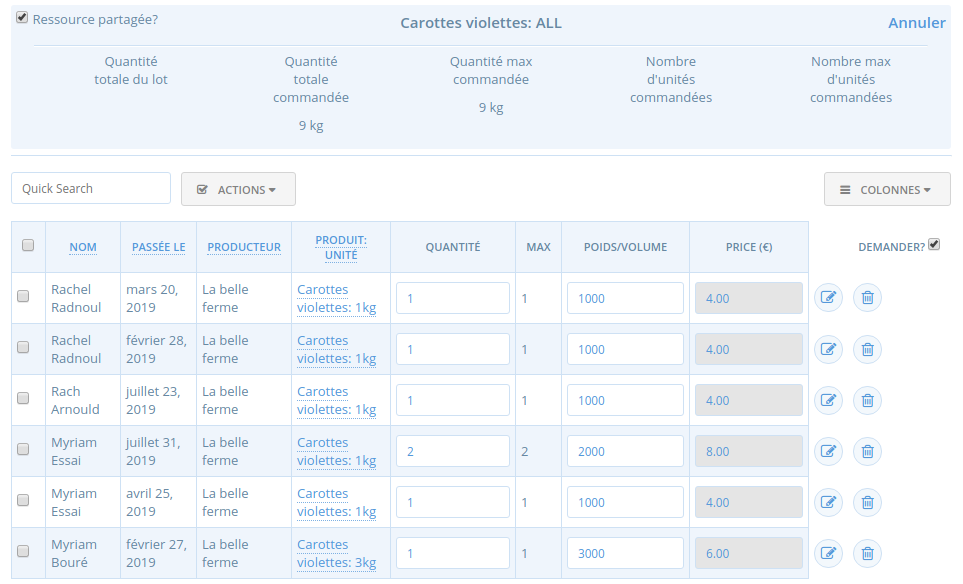 Ressource partagée?
Carottes violettes: ALL
Annuler
Quantité totale du lot
Quantité totale commandée
9 kg
Quantité max commandée
9 kg
Nombre d'unités commandées
Nombre max d'unités commandées
Quick Search
ACTIONS
COLONNES
NOM PASSÉE LE PRODUCTEUR PRODUIT: UNITÉ QUANTITÉ MAX POIDS/VOLUME PRICE (€) DEMANDER?
Rachel Radnoul mars 20, 2019 La belle ferme Carottes violettes: 1kg 1 1 1000 4.00
Rachel Radnoul février 28, 2019 La belle ferme Carottes violettes: 1kg 1 1 1000 4.00
Rach Arnould juillet 23, 2019 La belle ferme Carottes violettes: 1kg 1 1 1000 4.00
Myriam Essai juillet 31, 2019 La belle ferme Carottes violettes: 1kg 2 2 2000 8.00
Myriam Essai avril 25, 2019 La belle ferme Carottes violettes: 1kg 1 1 1000 4.00
Myriam Bouré février 27, 2019 La belle ferme Carottes violettes: 3kg 1 1 3000 6.00